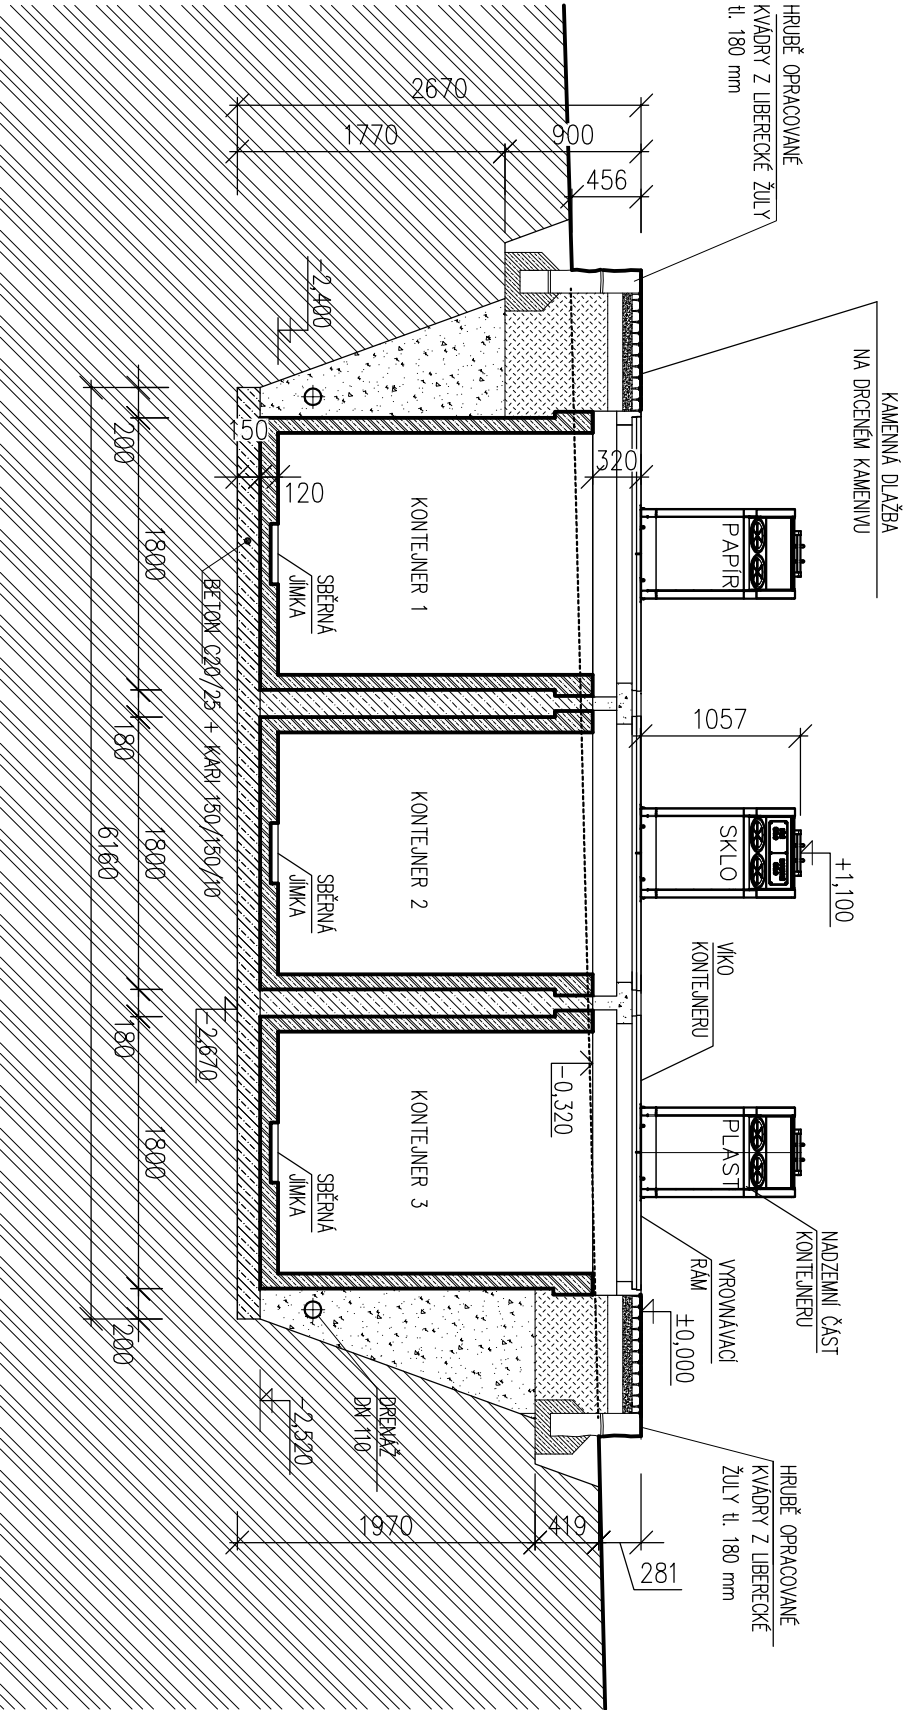 HRUBĚ OPRACOVANÉ
KVÁDRY Z LIBERECKÉ ŽULY
tl. 180 mm
KAMENNÁ DLAŽBA
NA DRCENÉM KAMENIVU
PAPÍR
SKLO
PLAST
1057
+1,100
VÍKO
KONTEJNERU
NADZEMNÍ ČÁST
KONTEJNERU
VYROVNÁVACÍ
RÁM
±0,000
HRUBĚ OPRACOVANÉ
KVÁDRY Z LIBERECKÉ
ŽULY tl. 180 mm
2670
1770
900
456
320
-0,320
KONTEJNER 1
KONTEJNER 2
KONTEJNER 3
SBĚRNÁ
JÍMKA
SBĚRNÁ
JÍMKA
SBĚRNÁ
JÍMKA
-2,400
150
120
BETON C20/25 + KARI 150/150/10
-2,670
-2,520
DRENÁŽ
DN 110
1970
419
281
200
1800
180
1800
180
1800
200
6160